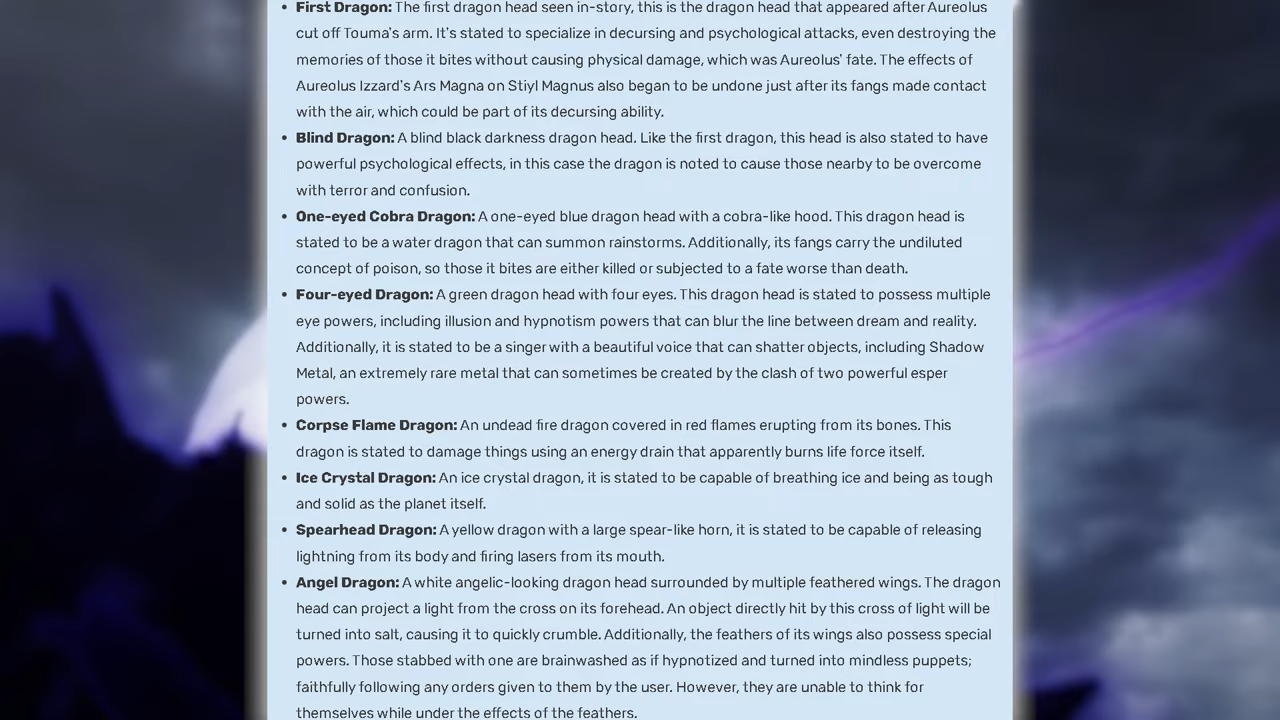 • First Dragon: The first dragon head seen in-story, this is the dragon head that appeared after Aureolus
cut off Touma's arm. It's stated to specialize in decursing and psychological attacks, even destroying the
memories of those it bites without causing physical damage, which was Aureolus' fate. The effects of
Aureolus Izzard's Ars Magna on Stiyl Magnus also began to be undone just after its fangs made contact
with the air, which could be part of its decursing ability.
• Blind Dragon: A blind black darkness dragon head. Like the first dragon, this head is also stated to have
powerful psychological effects, in this case the dragon is noted to cause those nearby to be overcome
with terror and confusion.
• One-eyed Cobra Dragon: A one-eyed blue dragon head with a cobra-like hood. This dragon head is
stated to be a water dragon that can summon rainstorms. Additionally, its fangs carry the undiluted
concept of poison, so those it bites are either killed or subjected to a fate worse than death.
• Four-eyed Dragon: A green dragon head with four eyes. This dragon head is stated to possess multiple
eye powers, including illusion and hypnotism powers that can blur the line between dream and reality.
Additionally, it is stated to be a singer with a beautiful voice that can shatter objects, including Shadow
Metal, an extremely rare metal that can sometimes be created by the clash of two powerful esper
powers.
• Corpse Flame Dragon: An undead fire dragon covered in red flames erupting from its bones. This
dragon is stated to damage things using an energy drain that apparently burns life force itself.
• Ice Crystal Dragon: An ice crystal dragon, it is stated to be capable of breathing ice and being as tough
and solid as the planet itself.
• Spearhead Dragon: A yellow dragon with a large spear-like horn, it is stated to be capable of releasing
lightning from its body and firing lasers from its mouth.
• Angel Dragon: A white angelic-looking dragon head surrounded by multiple feathered wings. The dragon
head can project a light from the cross on its forehead. An object directly hit by this cross of light will be
turned into salt, causing it to quickly crumble. Additionally, the feathers of its wings also possess special
powers. Those stabbed with one are brainwashed as if hypnotized and turned into mindless puppets;
faithfully following any orders given to them by the user. However, they are unable to think for
themselves while under the effects of the feathers.